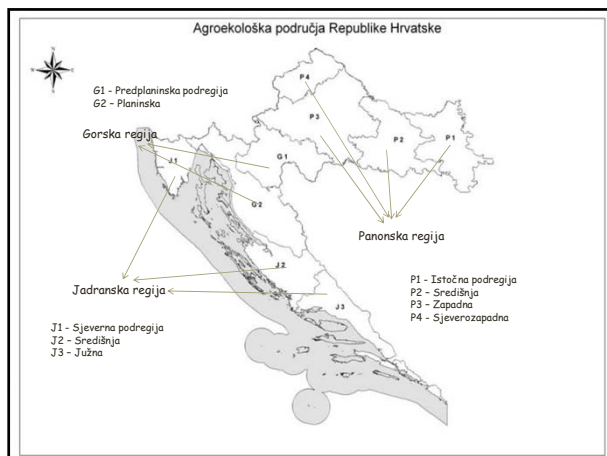 Agroekološka područja Republike Hrvatske
N
W E
S
G1 - Predplaninska podregija
G2 – Planinska
Gorska regija
P4
P3
P2
P1
J1
G1
G2
Panonska regija
J2
Jadranska regija
J3
P1 - Istočna podregija
P2 – Središnja
P3 – Zapadna
P4 – Sjeverozapadna
J1 - Sjeverna podregija
J2 – Središnja
J3 – Južna